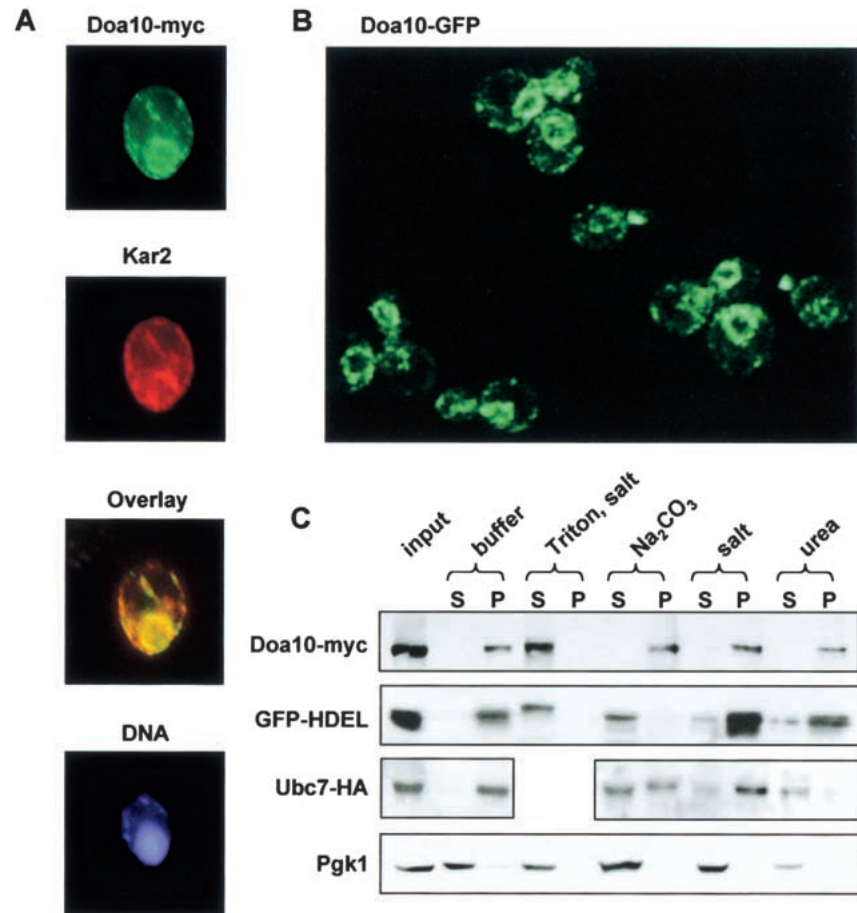 A
Doa10-myc
Kar2
Overlay
DNA
B
Doa10-GFP
C
input
buffer
Triton, salt
Na₂CO₃
salt
urea
S P S P S P S P S P
Doa10-myc
GFP-HDEL
Ubc7-HA
Pgk1